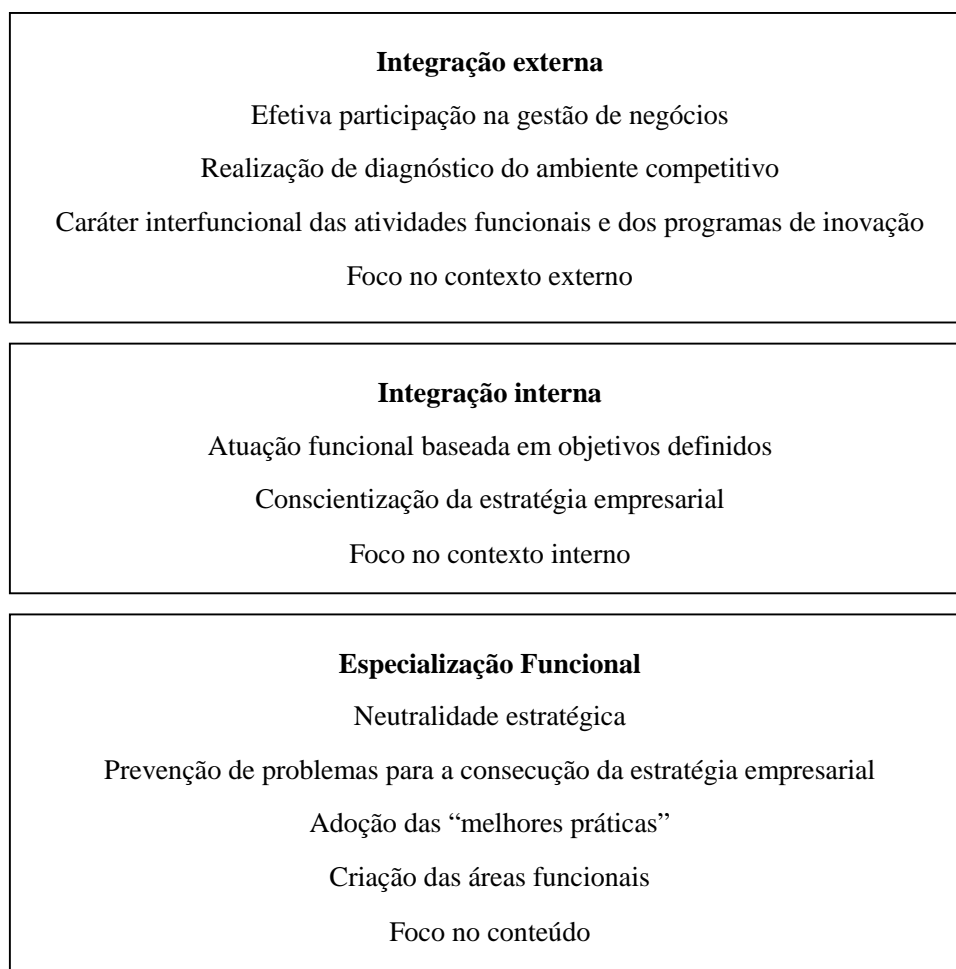 Integração externa
Efetiva participação na gestão de negócios
Realização de diagnóstico do ambiente competitivo
Caráter interfuncional das atividades funcionais e dos programas de inovação
Foco no contexto externo
Integração interna
Atuação funcional baseada em objetivos definidos
Conscientização da estratégia empresarial
Foco no contexto interno
Especialização Funcional
Neutralidade estratégica
Prevenção de problemas para a consecução da estratégia empresarial
Adoção das “melhores práticas”
Criação das áreas funcionais
Foco no conteúdo